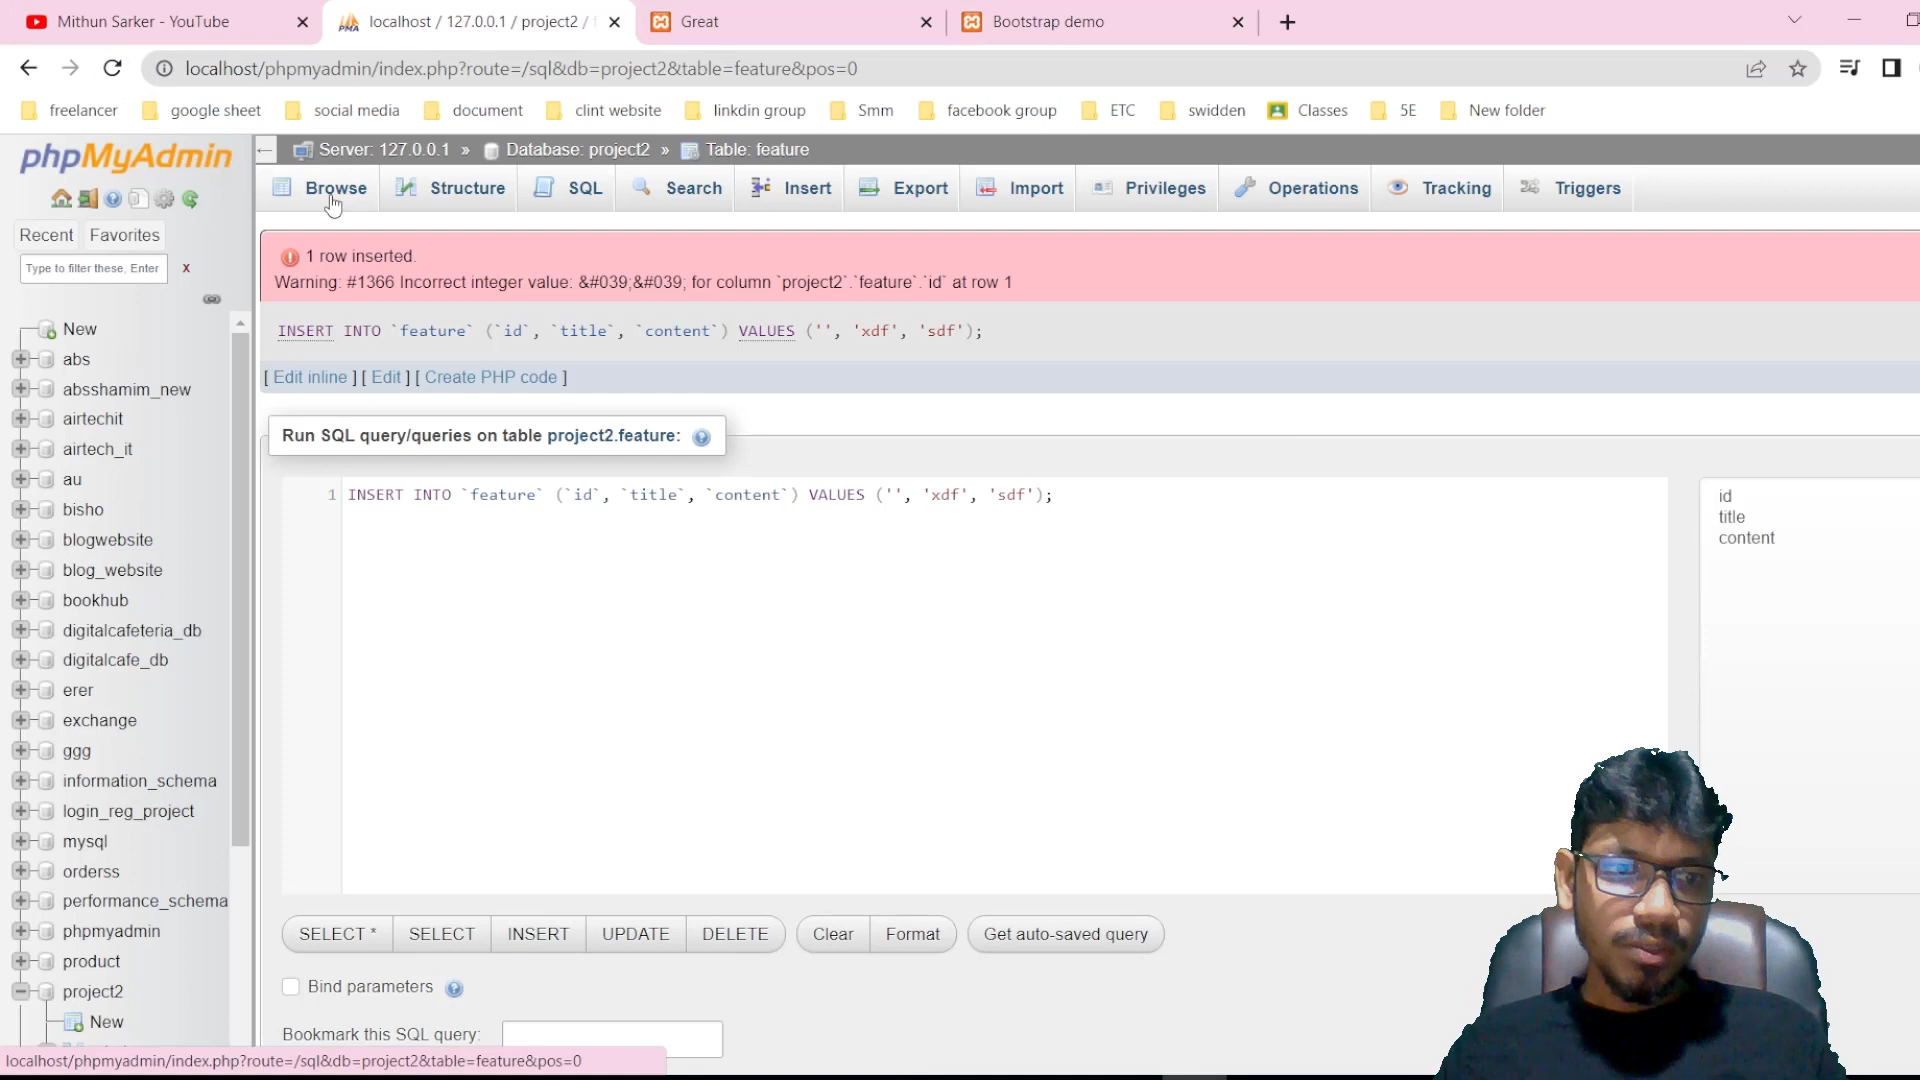 Mithun Sarker - YouTube
localhost / 127.0.0.1 / project2 / f
Great
Bootstrap demo
localhost/phpmyadmin/index.php?route=/sql&db=project2&table=feature&pos=0
freelancer
google sheet
social media
document
clint website
linkdin group
Smm
facebook group
ETC
swidden
Classes
5E
New folder
phpMyAdmin
Server: 127.0.0.1 » Database: project2 » Table: feature
Browse
Structure
SQL
Search
Insert
Export
Import
Privileges
Operations
Tracking
Triggers
Recent
Favorites
Type to filter these, Enter
X
New
abs
absshamim_new
airtechit
airtech_it
au
bisho
blogwebsite
blog_website
bookhub
digitalcafeteria_db
digitalcafe_db
erer
exchange
ggg
information_schema
login_reg_project
mysql
orderss
performance_schema
phpmyadmin
product
project2
New
1 row inserted.
Warning: #1366 Incorrect integer value: &#039;&#039; for column `project2`.`feature`.`id` at row 1
INSERT INTO `feature` (`id`, `title`, `content`) VALUES ('', 'xdf', 'sdf');
[ Edit inline ] [ Edit ] [ Create PHP code ]
Run SQL query/queries on table project2.feature:
1 INSERT INTO `feature` (`id`, `title`, `content`) VALUES ('', 'xdf', 'sdf');
id
title
content
SELECT *
SELECT
INSERT
UPDATE
DELETE
Clear
Format
Get auto-saved query
Bind parameters
Bookmark this SQL query:
localhost/phpmyadmin/index.php?route=/sql&db=project2&table=feature&pos=0